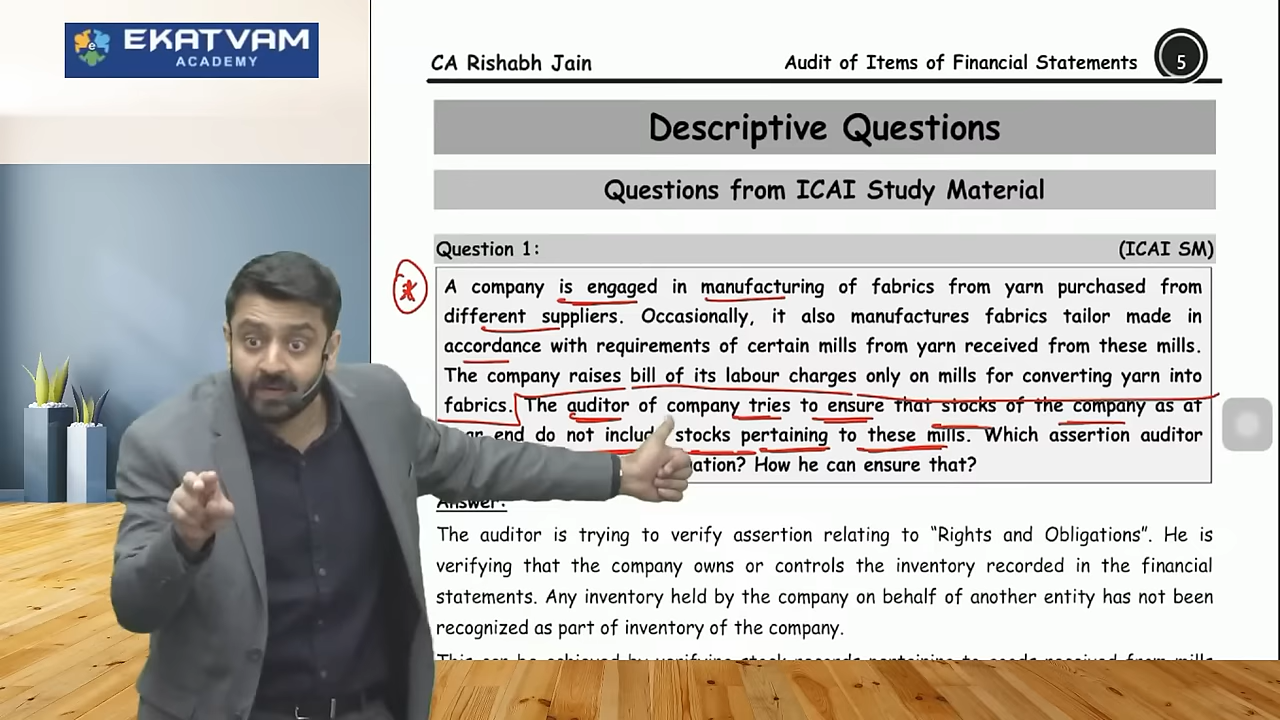 EKATVAM
ACADEMY
CA Rishabh Jain Audit of Items of Financial Statements 5
Descriptive Questions
Questions from ICAI Study Material
Question 1: (ICAI SM)
A company is engaged in manufacturing of fabrics from yarn purchased from
different suppliers. Occasionally, it also manufactures fabrics tailor made in
accordance with requirements of certain mills from yarn received from these mills.
The company raises bill of its labour charges only on mills for converting yarn into
fabrics. The auditor of company tries to ensure that stocks of the company as at
end do not include stocks pertaining to these mills. Which assertion auditor
How he can ensure that?
Answer:
The auditor is trying to verify assertion relating to “Rights and Obligations”. He is
verifying that the company owns or controls the inventory recorded in the financial
statements. Any inventory held by the company on behalf of another entity has not been
recognized as part of inventory of the company.